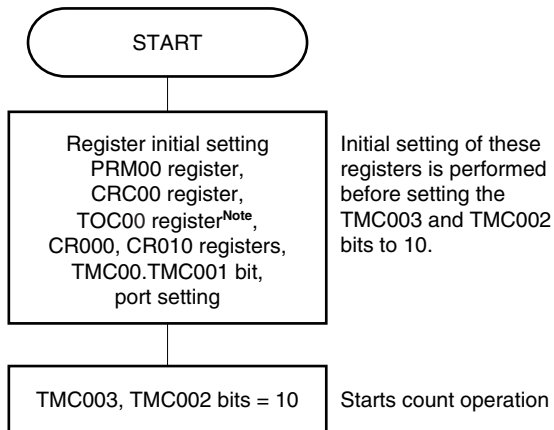 START
Register initial setting
PRM00 register,
CRC00 register,
TOC00 registerNote,
CR000, CR010 registers,
TMC00.TMC001 bit,
port setting
Initial setting of these
registers is performed
before setting the
TMC003 and TMC002
bits to 10.
TMC003, TMC002 bits = 10
Starts count operation